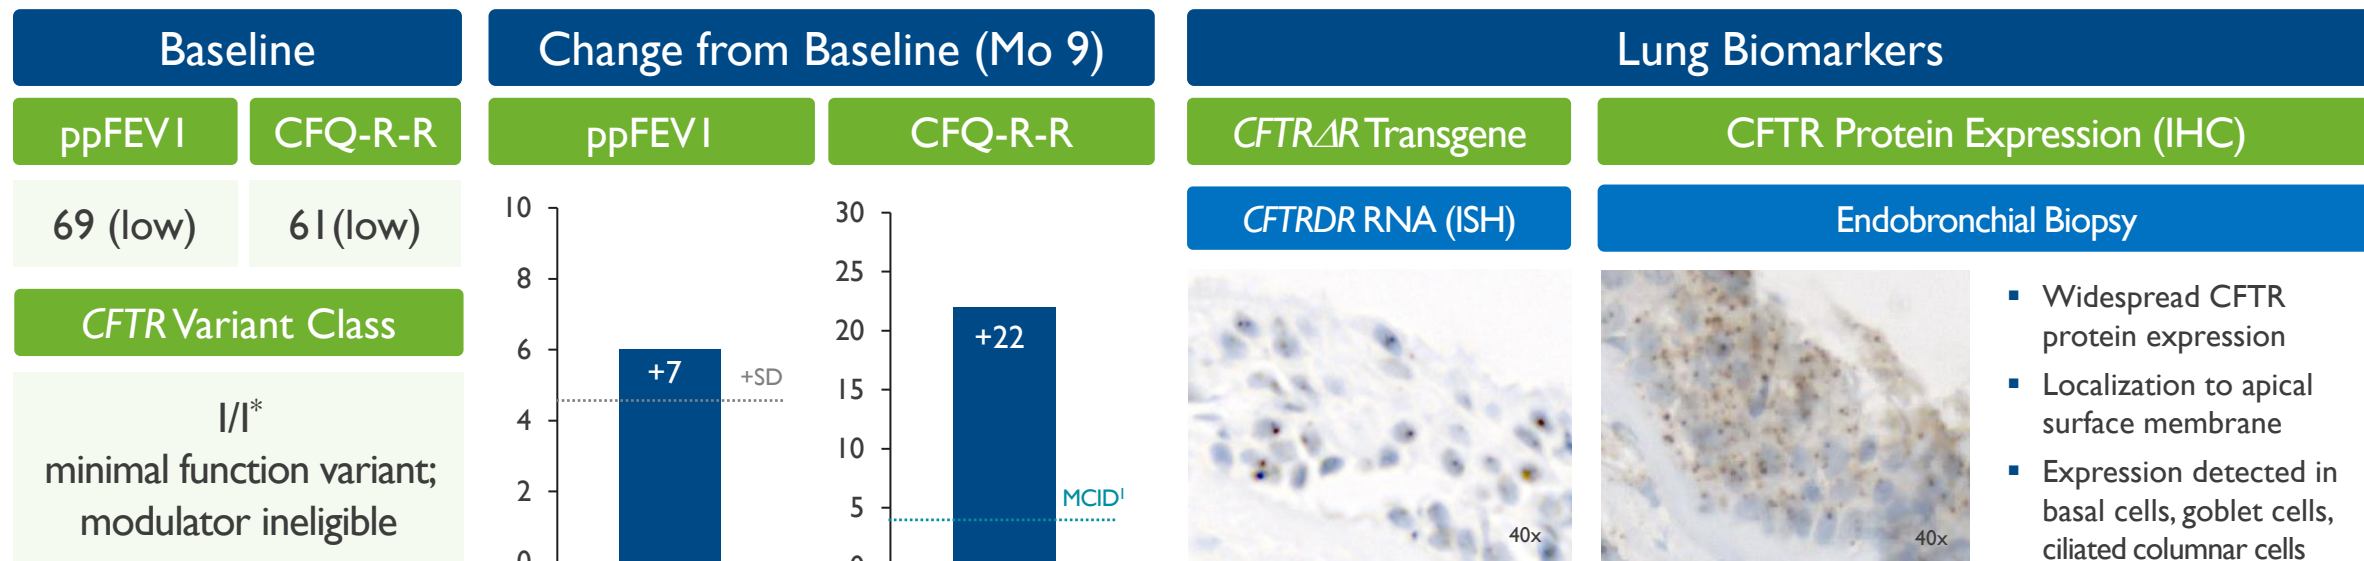 Baseline
ppFEV1
CFQ-R-R
69 (low)
61(low)
CFTR Variant Class
I/I*
minimal function variant;
modulator ineligible
Change from Baseline (Mo 9)
ppFEV1
10
8
6
4
2
0
+7
+SD
CFQ-R-R
30
25
20
15
10
5
0
+22
MCID¹
Lung Biomarkers
CFTRΔR Transgene
CFTRDR RNA (ISH)
40x
CFTR Protein Expression (IHC)
Endobronchial Biopsy
40x
▪ Widespread CFTR
protein expression
▪ Localization to apical
surface membrane
▪ Expression detected in
basal cells, goblet cells,
ciliated columnar cells